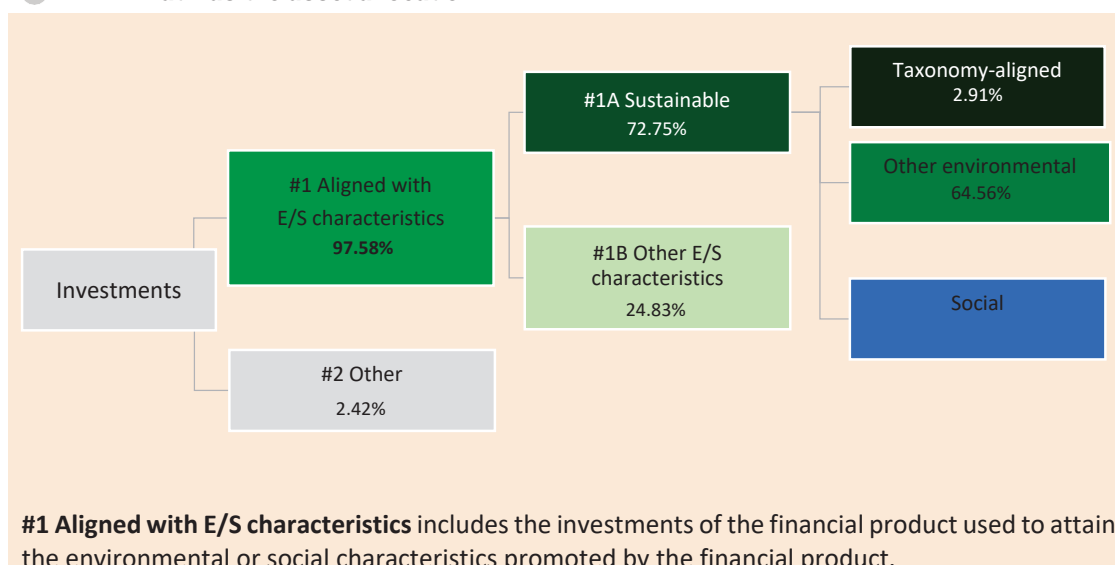 Taxonomy-aligned
2.91%
#1A Sustainable
72.75%
Other environmental
64.56%
#1 Aligned with
E/S characteristics
97.58%
#1B Other E/S
characteristics
24.83%
Investments
Social
#2 Other
2.42%
#1 Aligned with E/S characteristics includes the investments of the financial product used to attain
the environmental or social characteristics promoted by the financial product.